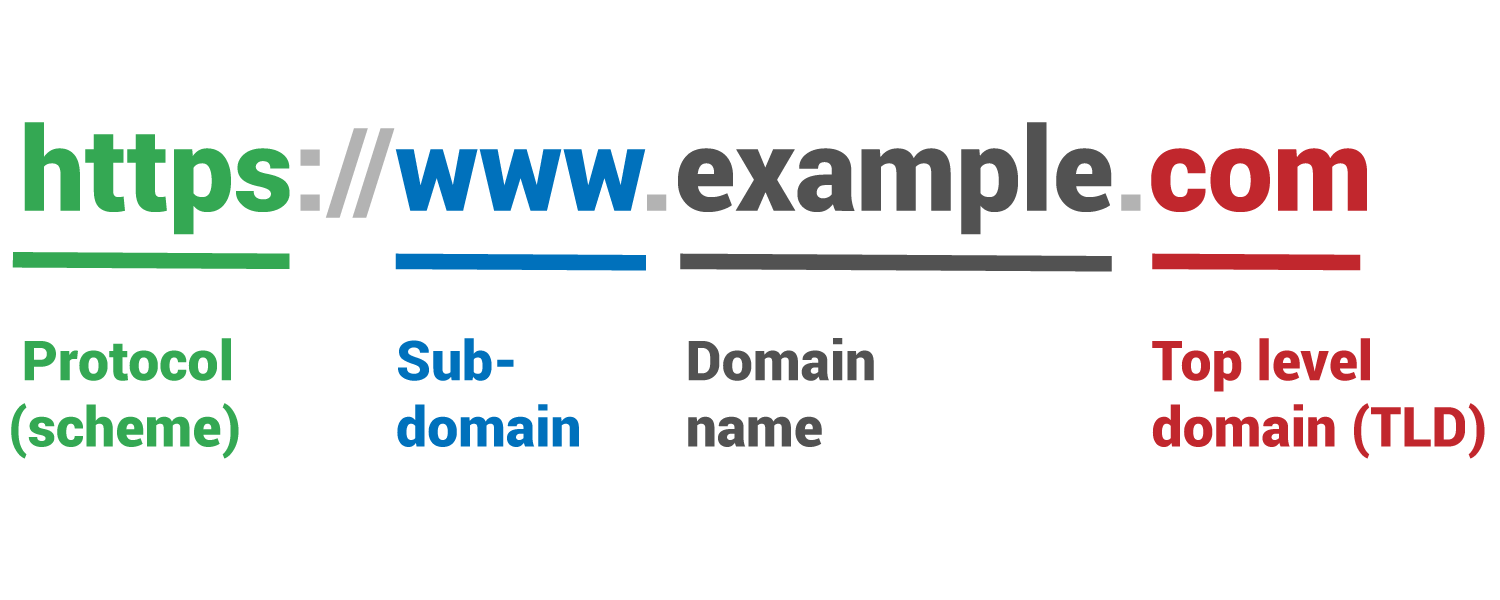 https://www.example.com
Protocol Sub- Domain Top level
(scheme) domain name domain (TLD)